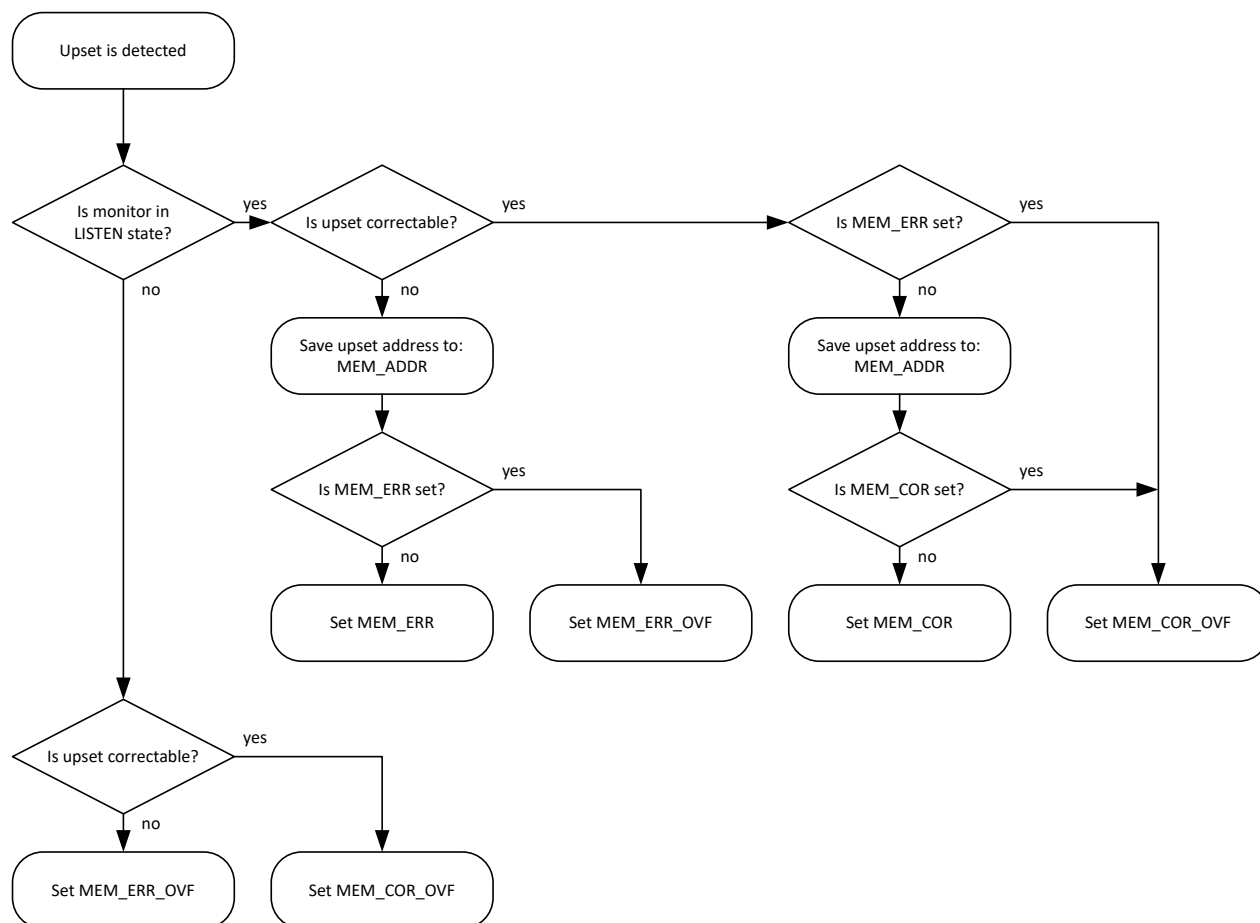 Upset is detected
Is monitor in
LISTEN state?
yes
no
Is upset correctable?
yes
no
Is MEM_ERR set?
yes
no
Save upset address to:
MEM_ADDR
Save upset address to:
MEM_ADDR
Is MEM_ERR set?
yes
no
Is MEM_COR set?
yes
no
Set MEM_ERR
Set MEM_ERR_OVF
Set MEM_COR
Set MEM_COR_OVF
Is upset correctable?
yes
no
Set MEM_ERR_OVF
Set MEM_COR_OVF